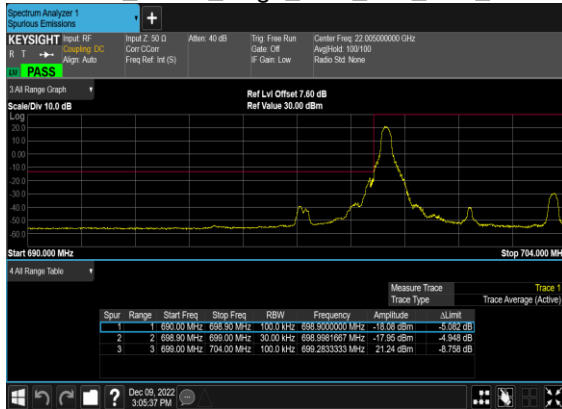 Spectrum Analyzer 1
Spurious Emissions
+
KEYSIGHT Input: RF Input Z: 50 Ω Atten: 40 dB Trig: Free Run Center Freq: 22.005000000 GHz
R T Coupling: DC Corr CCorr Gate: Off Avg|Hold: 100/100
Align: Auto Freq Ref: Int (S) IF Gain: Low Radio Std: None
LV PASS
3 All Range Graph Ref Lvl Offset 7.60 dB
Scale/Div 10.0 dB Ref Value 30.00 dBm
Log
20.0
10.0
0.00
-10.0
-20.0
-30.0
-40.0
-50.0
-60.0
Start 690.000 MHz Stop 704.000 MH
4 All Range Table
Measure Trace Trace 1
Trace Type Trace Average (Active)
Spur Range Start Freq Stop Freq RBW Frequency Amplitude ΔLimit
1 1 690.00 MHz 698.90 MHz 100.0 kHz 698.9000000 MHz -18.08 dBm -5.082 dB
2 2 698.90 MHz 699.00 MHz 30.00 kHz 698.9981667 MHz -17.95 dBm -4.948 dB
3 3 699.00 MHz 704.00 MHz 100.0 kHz 699.2833333 MHz 21.24 dBm -8.758 dB
? Dec 09, 2022
3:05:37 PM